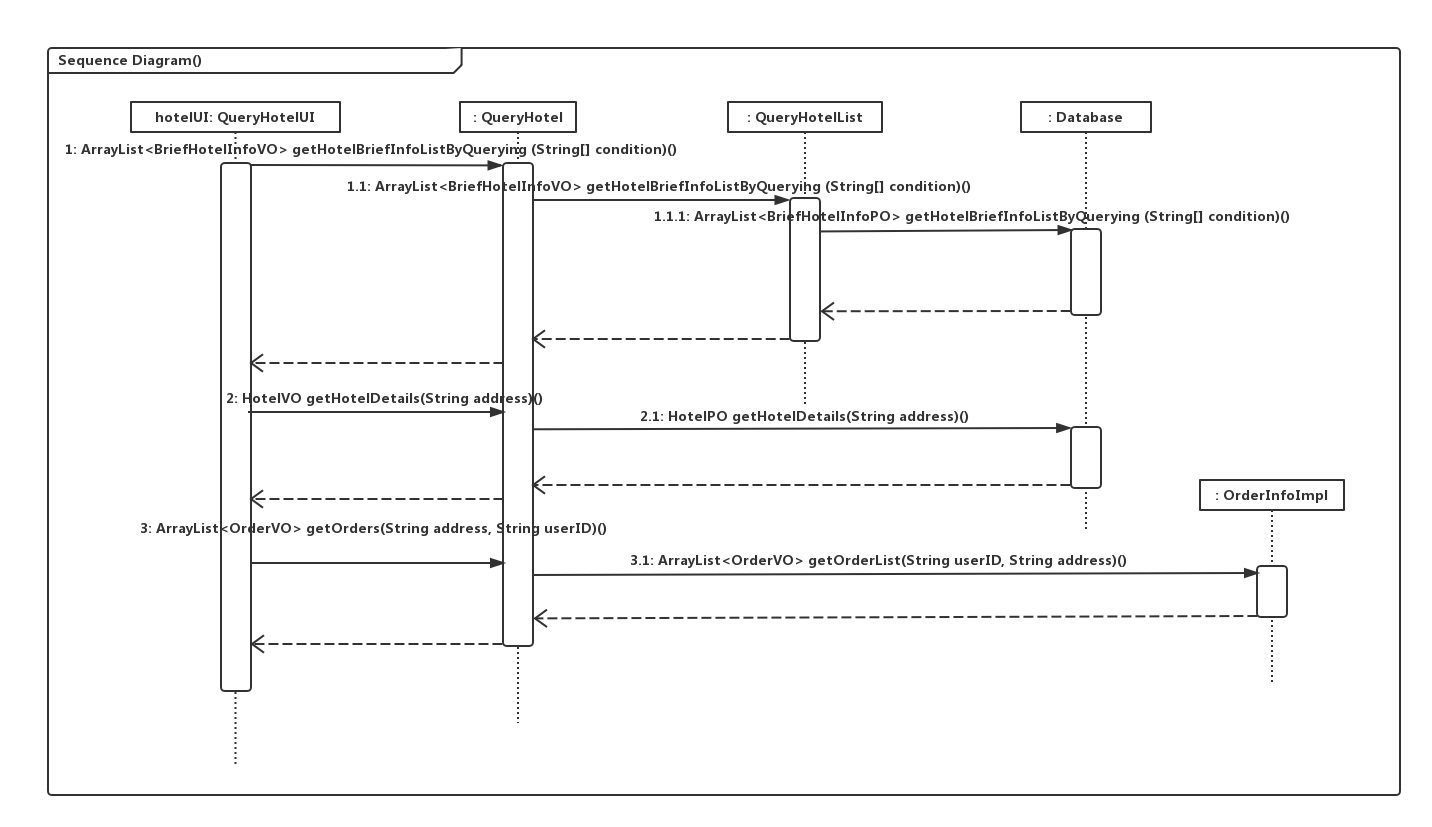 Sequence Diagram()
hotelUI: QueryHotelUI
: QueryHotel
: QueryHotelList
: Database
1: ArrayList<BriefHotelInfoVO> getHotelBriefInfoListByQuerying (String[] condition)()
1.1: ArrayList<BriefHotelInfoVO> getHotelBriefInfoListByQuerying (String[] condition)()
1.1.1: ArrayList<BriefHotelInfoPO> getHotelBriefInfoListByQuerying (String[] condition)()
2: HotelVO getHotelDetails(String address)()
2.1: HotelPO getHotelDetails(String address)()
: OrderInfoImpl
3: ArrayList<OrderVO> getOrders(String address, String userID)()
3.1: ArrayList<OrderVO> getOrderList(String userID, String address)()